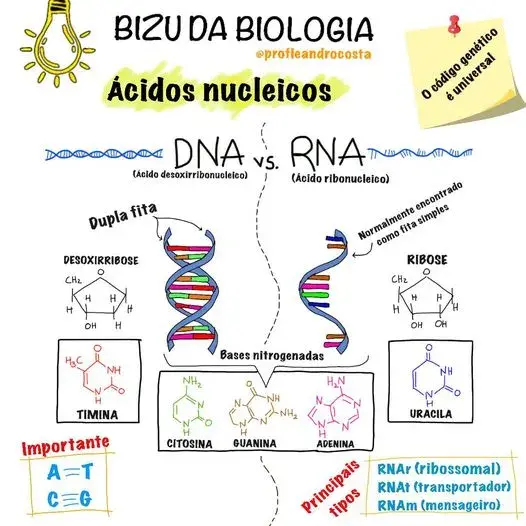 BIZU DA BIOLOGIA
@profleandrocosta
O código genético
é universal
Ácidos nucleicos
DNA vs. RNA
(Ácido desoxirribonucleico)
(Ácido ribonucleico)
Dupla fita
Normalmente encontrado
como fita simples
DESOXIRRIBOSE
CH₂
O
H
H
H
H
OH
RIBOSE
CH₂
O
H
H
H
H
OH
OH
Bases nitrogenadas
H₃C
O
NH
N
H
O
TIMINA
NH₂
N
N
H
O
CITOSINA
O
N
NH
N
H
N
NH₂
GUANINA
NH₂
N
N
N
N
H
ADENINA
O
NH
N
H
O
URACILA
Importante
A=T
C≡G
Principais
tipos
RNAr (ribossomal)
RNAt (transportador)
RNAm (mensageiro)